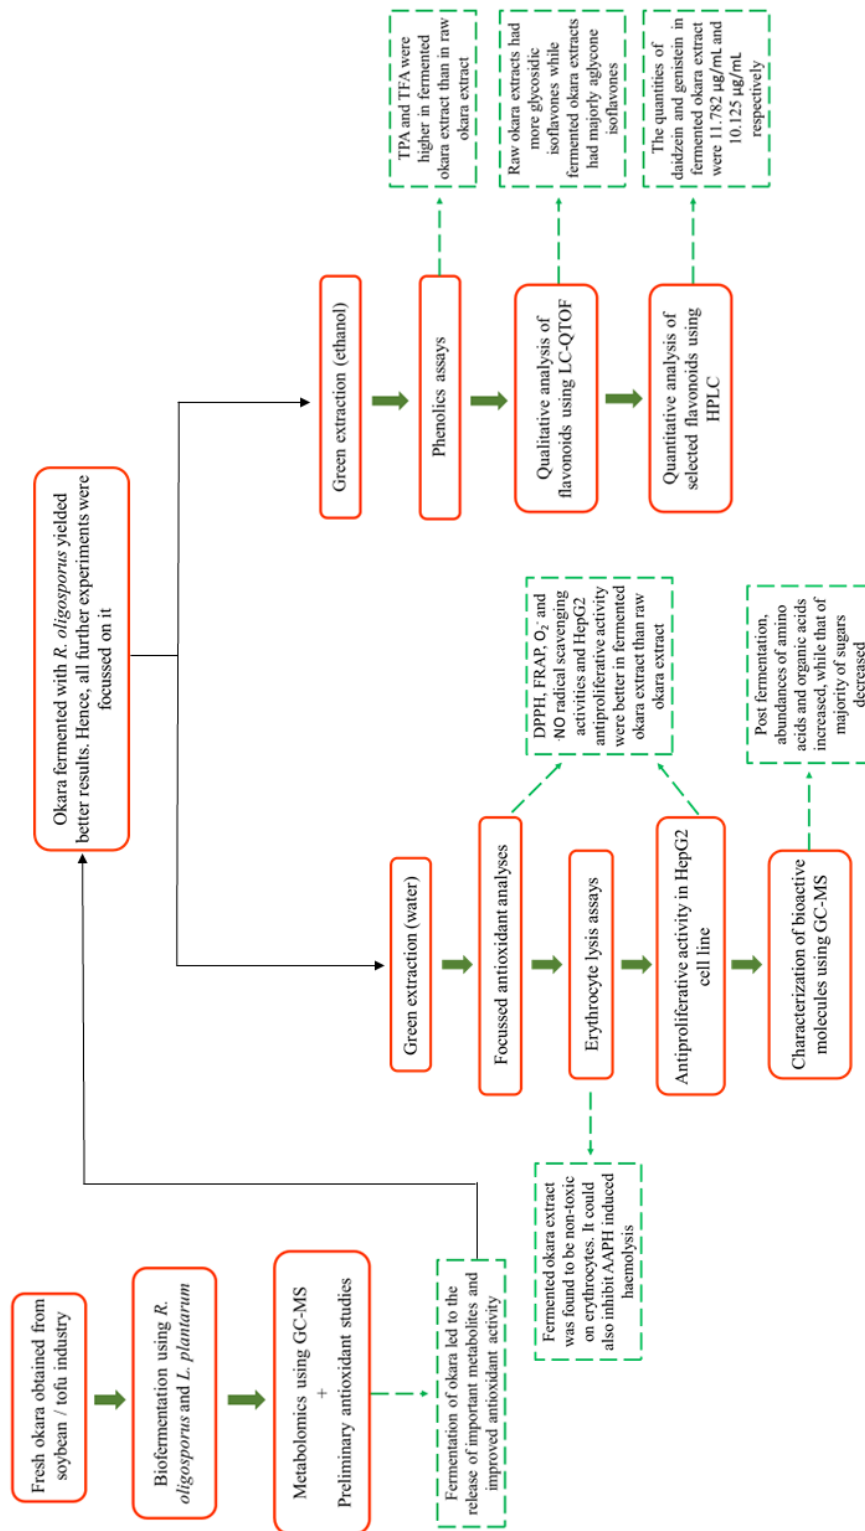 Fresh okara obtained from
soybean / tofu industry
Biofermentation using R.
oligosporus and L. plantarum
Metabolomics using GC-MS
+
Preliminary antioxidant studies
Fermentation of okara led to the
release of important metabolites and
improved antioxidant activity
Okara fermented with R. oligosporus yielded
better results. Hence, all further experiments were
focussed on it
Green extraction (water)
Focussed antioxidant analyses
Erythrocyte lysis assays
Fermented okara extract
was found to be non-toxic
on erythrocytes. It could
also inhibit AAPH induced
haemolysis
Antiproliferative activity in HepG2
cell line
DPPH, FRAP, O₂⁻ and
·NO radical scavenging
activities and HepG2
antiproliferative activity
were better in fermented
okara extract than raw
okara extract
Characterization of bioactive
molecules using GC-MS
Post fermentation,
abundances of amino
acids and organic acids
increased, while that of
majority of sugars
decreased
Green extraction (ethanol)
Phenolics assays
TPA and TFA were
higher in fermented
okara extract than in raw
okara extract
Qualitative analysis of
flavonoids using LC-QTOF
Raw okara extracts had
more glycosidic
isoflavones while
fermented okara extracts
had majorly aglycone
isoflavones
Quantitative analysis of
selected flavonoids using
HPLC
The quantities of
daidzein and genistein in
fermented okara extract
were 11.782 µg/mL and
10.125 µg/mL
respectively